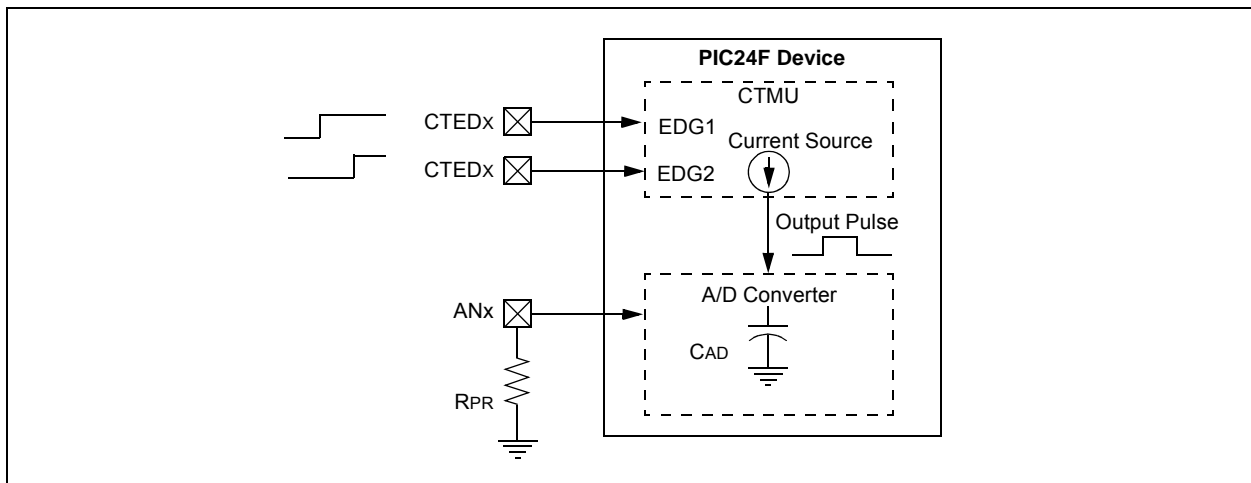 PIC24F Device
CTMU
CTEDX
EDG1
Current Source
CTEDX
EDG2
Output Pulse
A/D Converter
ANx
CAD
RPR